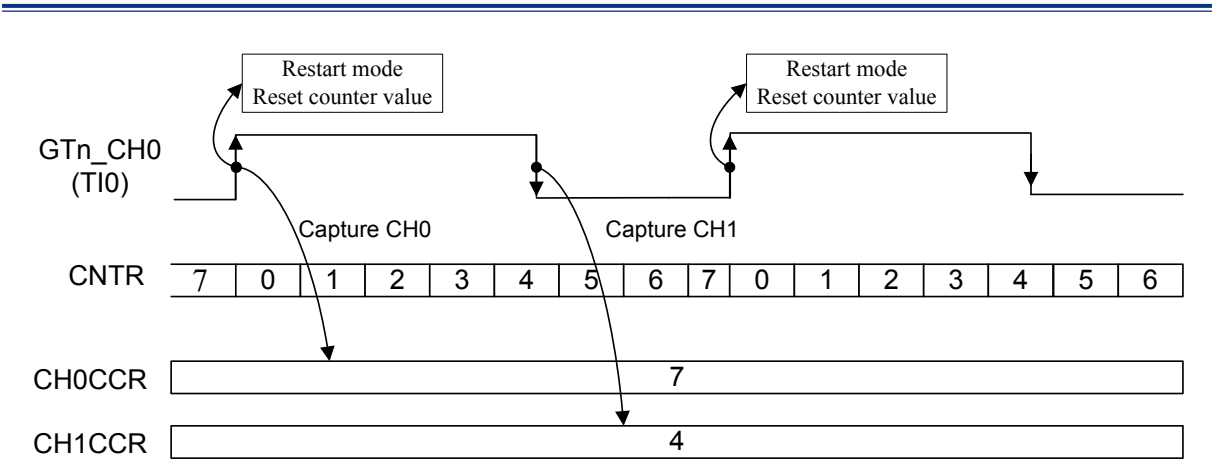 Restart mode
Reset counter value
Restart mode
Reset counter value
GTn_CH0
(TI0)
Capture CH0
Capture CH1
CNTR 7 0 1 2 3 4 5 6 7 0 1 2 3 4 5 6
CH0CCR 7
CH1CCR 4